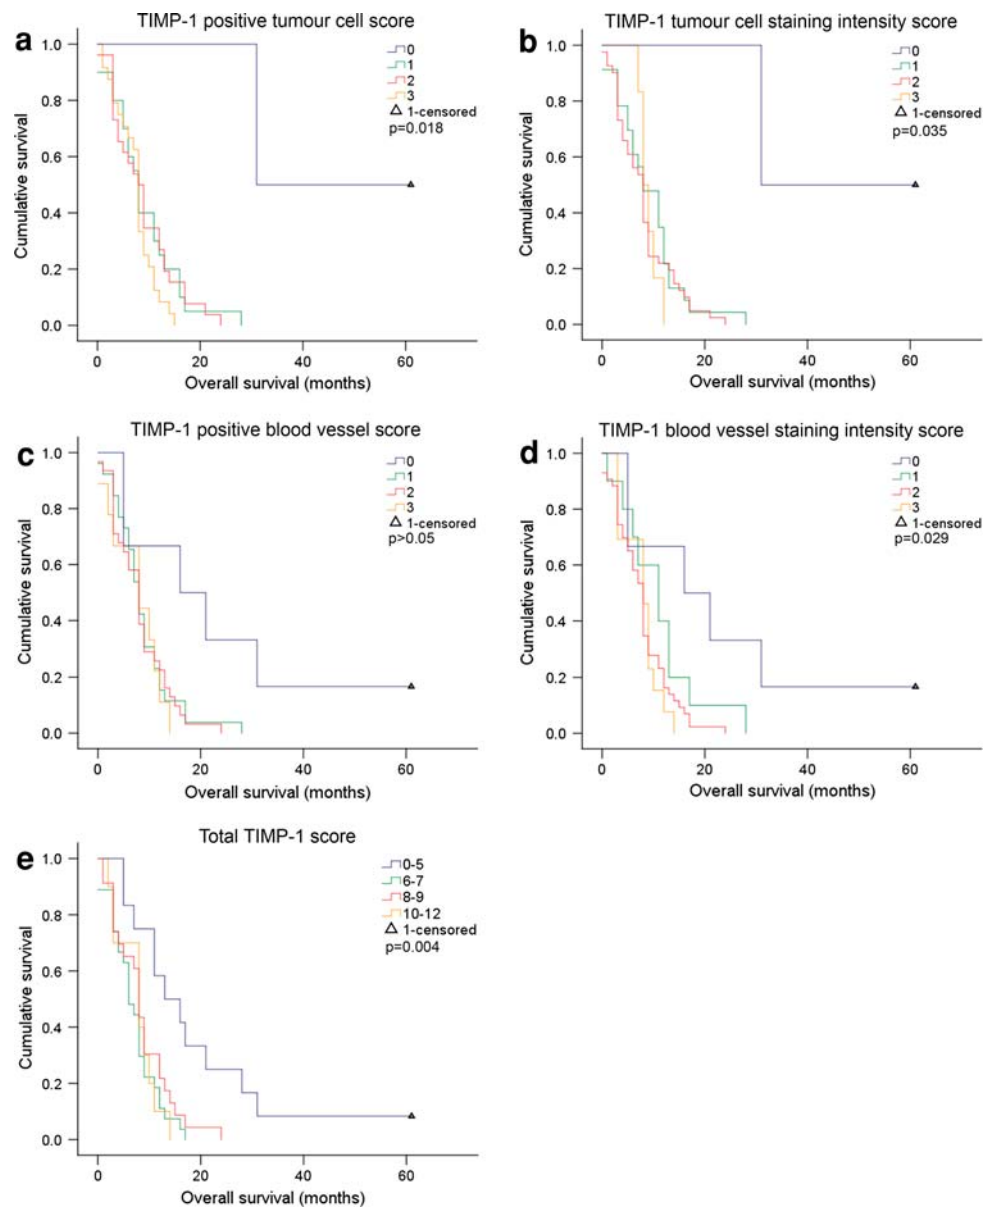 a
TIMP-1 positive tumour cell score
1.0
0.8
0.6
0.4
0.2
0.0
Cumulative survival
0
1
2
3
1-censored
p=0.018
0 20 40 60
Overall survival (months)
b
TIMP-1 tumour cell staining intensity score
1.0
0.8
0.6
0.4
0.2
0.0
Cumulative survival
0
1
2
3
1-censored
p=0.035
0 20 40 60
Overall survival (months)
c
TIMP-1 positive blood vessel score
1.0
0.8
0.6
0.4
0.2
0.0
Cumulative survival
0
1
2
3
1-censored
p>0.05
0 20 40 60
Overall survival (months)
d
TIMP-1 blood vessel staining intensity score
1.0
0.8
0.6
0.4
0.2
0.0
Cumulative survival
0
1
2
3
1-censored
p=0.029
0 20 40 60
Overall survival (months)
e
Total TIMP-1 score
1.0
0.8
0.6
0.4
0.2
0.0
Cumulative survival
0-5
6-7
8-9
10-12
1-censored
p=0.004
0 20 40 60
Overall survival (months)